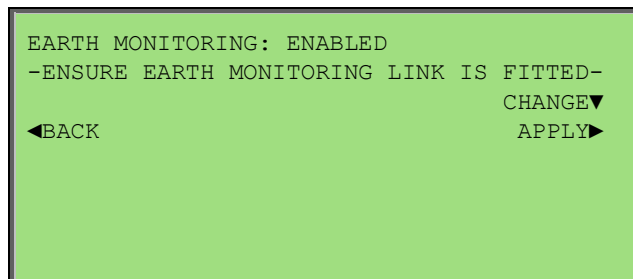 EARTH MONITORING: ENABLED
-ENSURE EARTH MONITORING LINK IS FITTED-
CHANGE▼
◄BACK APPLY►